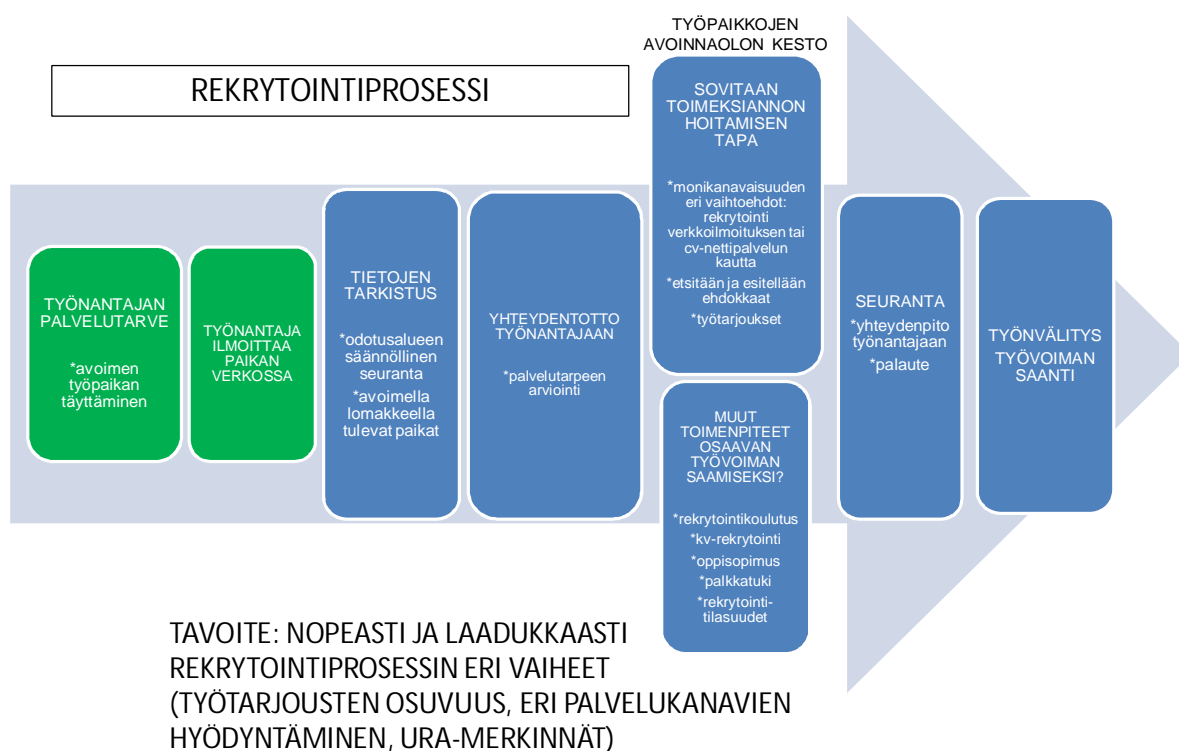 REKRYTOINTIPROSESSI
TYÖNANTAJAN
PALVELUTARVE
*avoimen
työpaikan
täyttäminen
TYÖNANTAJA
ILMOITTAA
PAIKAN
VERKOSSA
TIETOJEN
TARKISTUS
*odotusalueen
säännöllinen
seuranta
*avoimella
lomakkeella
tulevat paikat
YHTEYDENTOTTO
TYÖNANTAJAAN
*palvelutarpeen
arviointi
TYÖPAIKKOJEN
AVOINNAOLON KESTO
SOVITAAN
TOIMEKSIANNON
HOITAMISEN
TAPA
*monikanavaisuuden
eri vaihtoehdot:
rekrytointi
verkkoilmoituksen tai
cv-nettipalvelun
kautta
*etsitään ja esitellään
ehdokkaat
*työtarjoukset
MUUT
TOIMENPITEET
OSAAVAN
TYÖVOIMAN
SAAMISEKSI?
*rekrytointikoulutus
*kv-rekrytointi
*oppisopimus
*palkkatuki
*rekrytointi-
tilasuudet
SEURANTA
*yhteydenpito
työnantajaan
*palaute
TYÖNVÄLITYS
TYÖVOIMAN
SAANTI
TAVOITE: NOPEASTI JA LAADUKKAASTI
REKRYTOINTIPROSESSIN ERI VAIHEET
(TYÖTARJOUSTEN OSUVUUS, ERI PALVELUKANAVIEN
HYÖDYNTÄMINEN, URA-MERKINNÄT)